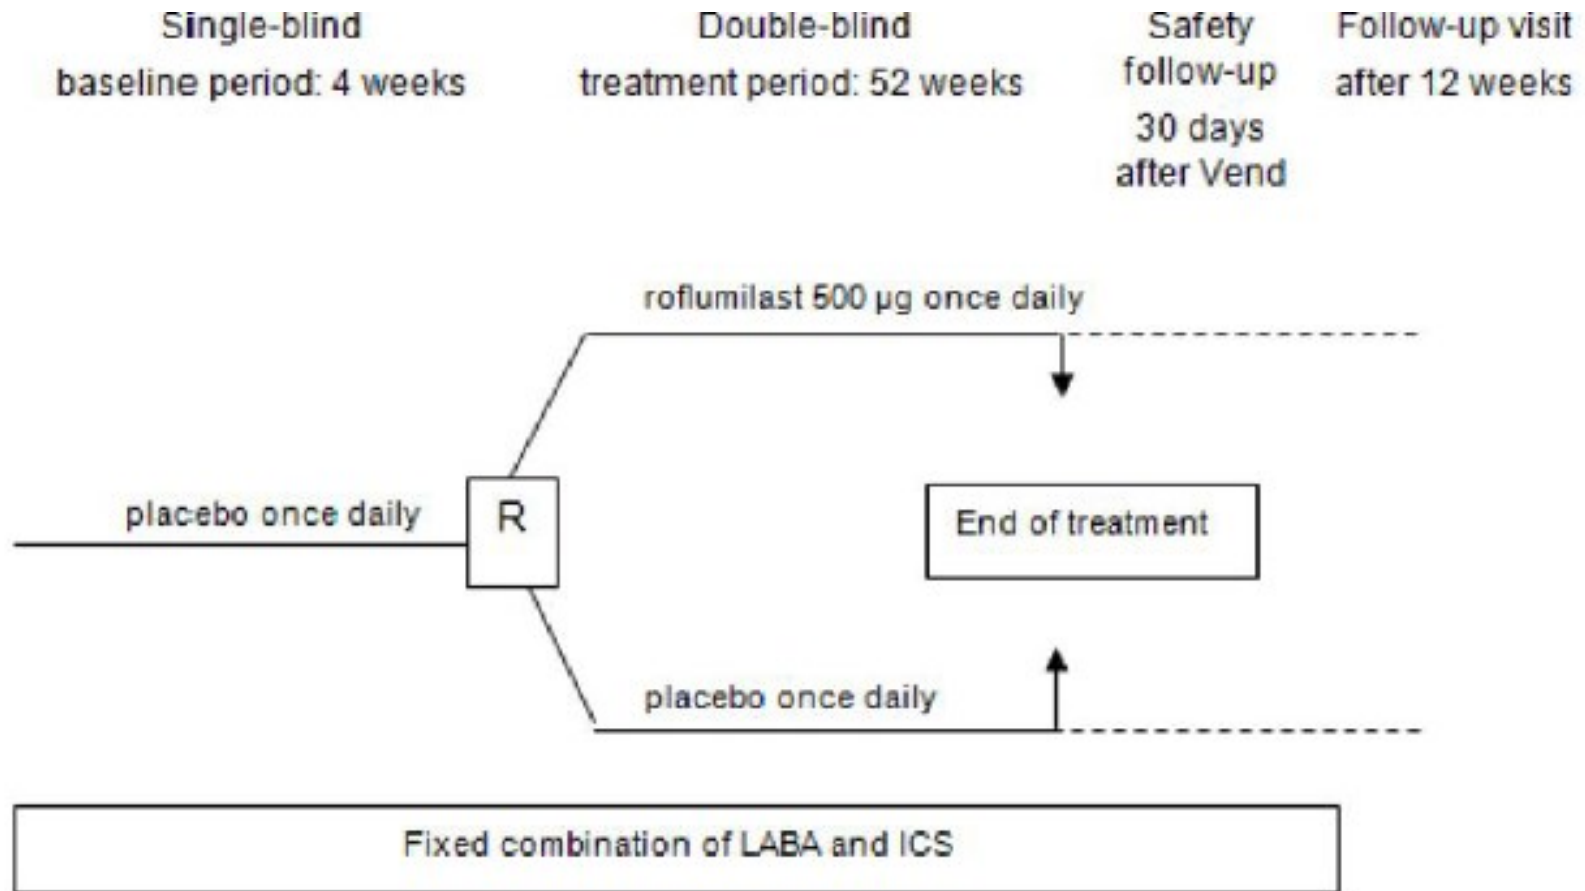 Single-blind
baseline period: 4 weeks
Double-blind
treatment period: 52 weeks
Safety
follow-up
30 days
after Vend
Follow-up visit
after 12 weeks
roflumilast 500 µg once daily
placebo once daily
R
End of treatment
placebo once daily
Fixed combination of LABA and ICS